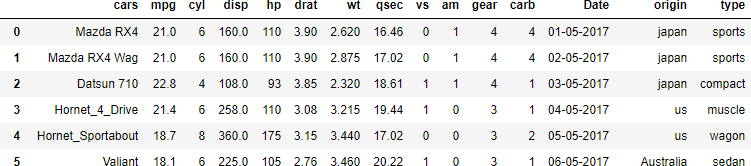 cars mpg cyl disp hp drat wt qsec vs am gear carb Date origin type
0 Mazda RX4 21.0 6 160.0 110 3.90 2.620 16.46 0 1 4 4 01-05-2017 japan sports
1 Mazda RX4 Wag 21.0 6 160.0 110 3.90 2.875 17.02 0 1 4 4 02-05-2017 japan sports
2 Datsun 710 22.8 4 108.0 93 3.85 2.320 18.61 1 1 4 1 03-05-2017 japan compact
3 Hornet_4_Drive 21.4 6 258.0 110 3.08 3.215 19.44 1 0 3 1 04-05-2017 us muscle
4 Hornet_Sportabout 18.7 8 360.0 175 3.15 3.440 17.02 0 0 3 2 05-05-2017 us wagon
5 Valiant 18.1 6 225.0 105 2.76 3.460 20.22 1 0 3 1 06-05-2017 Australia sedan